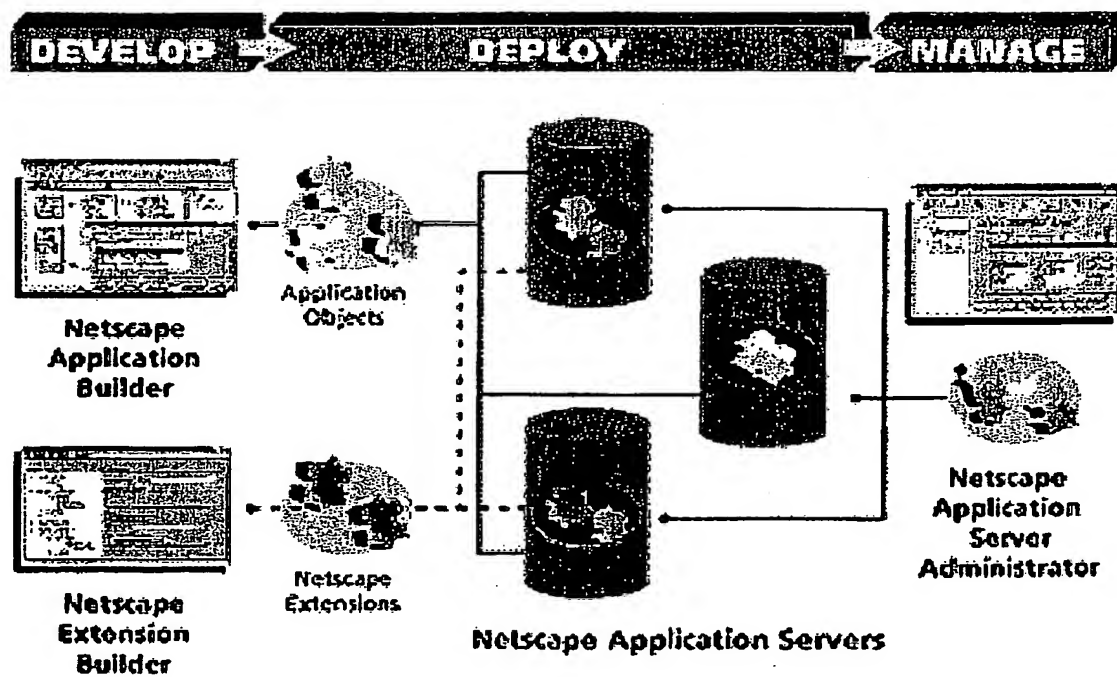 DEVELOP
DEPLOY
MANAGE
Netscape
Application
Builder
Application
Objects
Netscape
Extension
Builder
Netscape
Extensions
Netscape Application Servers
Netscape
Application
Server
Administrator